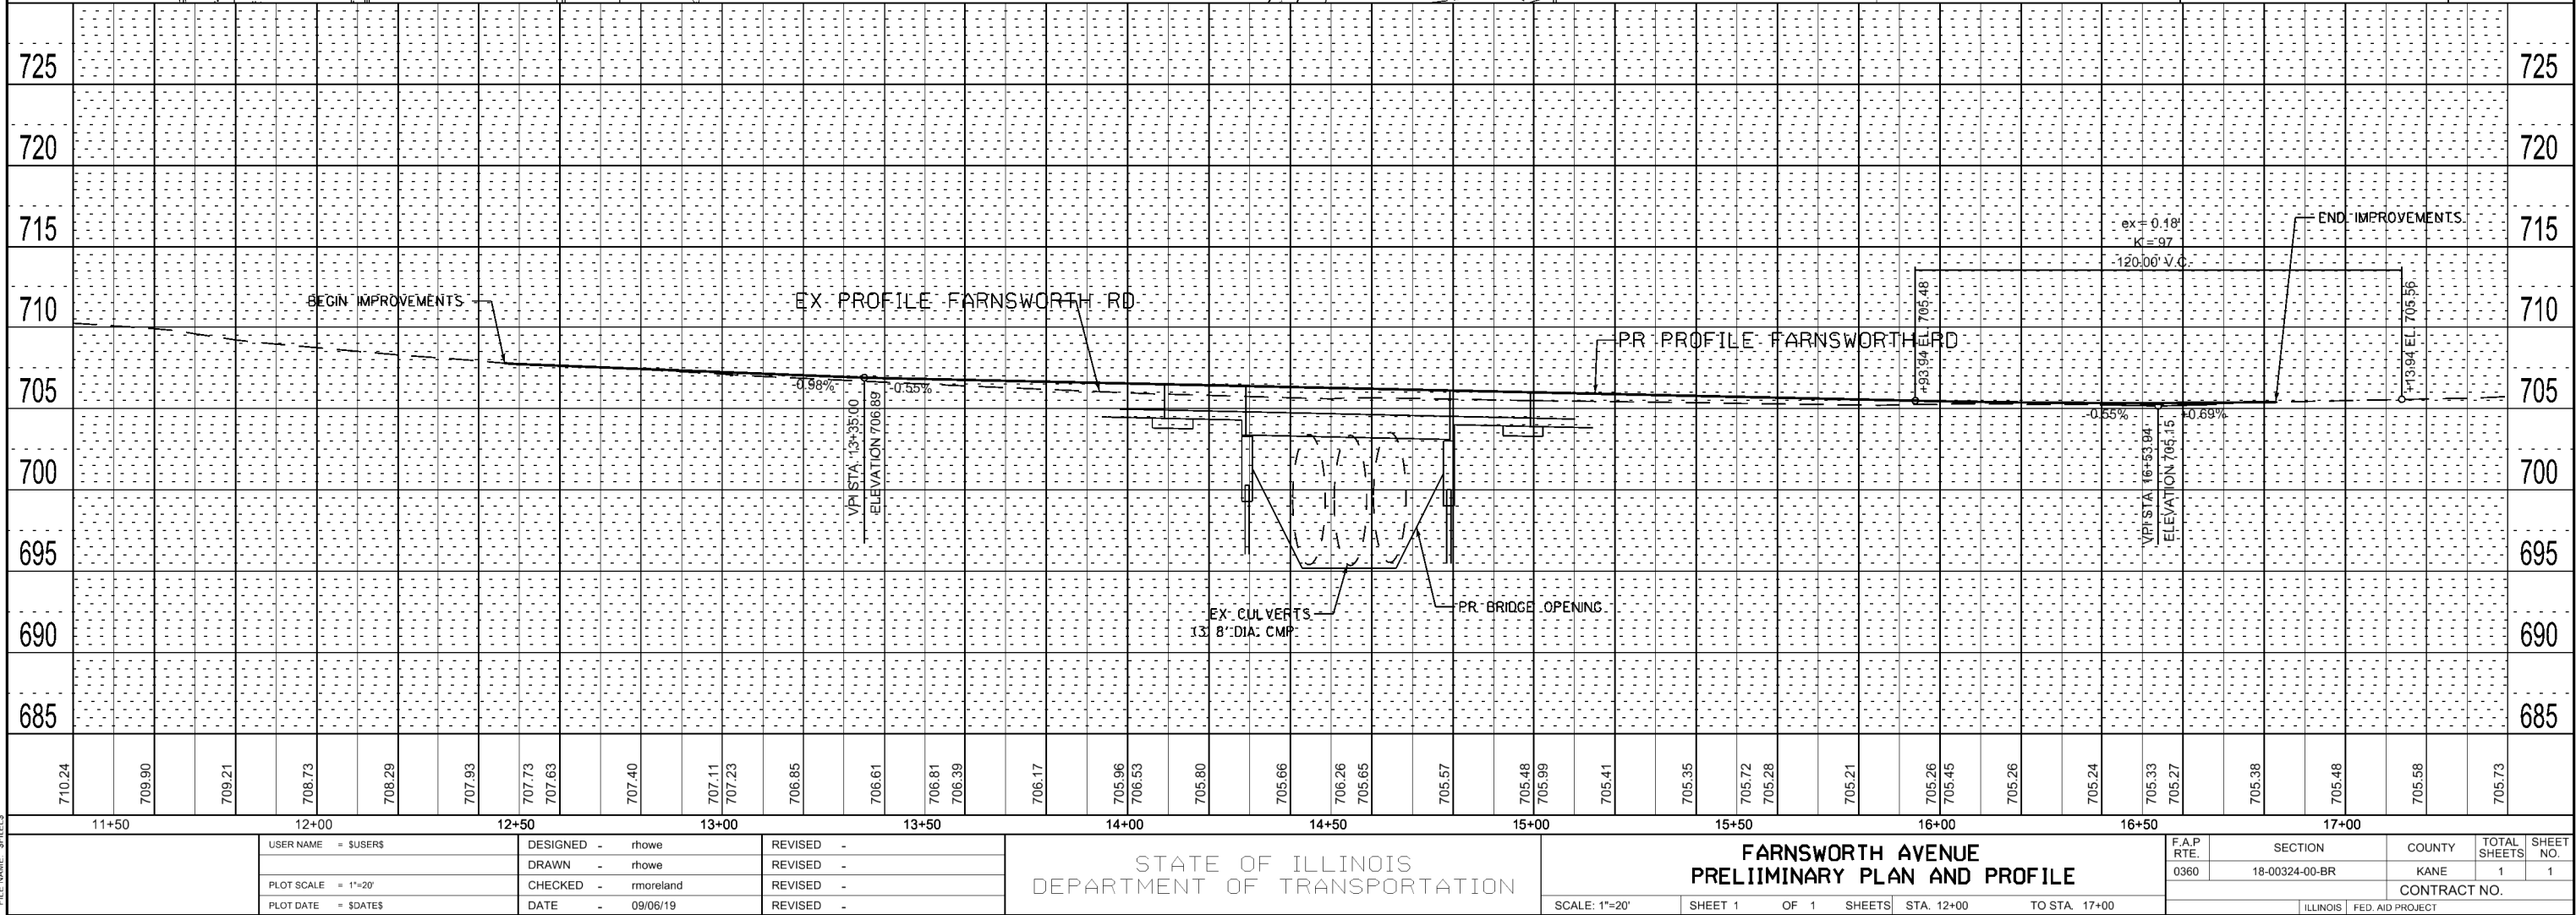 725 725
720 720
715 715
710 710
705 705
700 700
695 695
690 690
685 685
ex = 0.18'
K = 97
120.00' V.C.
END IMPROVEMENTS
BEGIN IMPROVEMENTS
EX PROFILE FARNSWORTH RD
PR PROFILE FARNSWORTH RD
+93.94 EL. 705.48
+13.94 EL. 705.56
-0.98%
-0.55%
VPI STA. 13+35.00
ELEVATION 706.89
-0.55%
+0.69%
VPI STA. 16+53.94
ELEVATION 705.15
EX CULVERTS
(3) 8' DIA. CMP
PR BRIDGE OPENING
710.24 709.90 709.21 708.73 708.29 707.93 707.73 707.63 707.40 707.11 707.23 706.85 706.61 706.81 706.39 706.17 705.96 706.53 705.80 705.66 706.26 705.65 705.57 705.48 705.99 705.41 705.35 705.72 705.28 705.21 705.26 705.45 705.26 705.24 705.33 705.27 705.38 705.48 705.58 705.73
11+50 12+00 12+50 13+00 13+50 14+00 14+50 15+00 15+50 16+00 16+50 17+00
USER NAME = $USER$
PLOT SCALE = 1"=20'
PLOT DATE = $DATE$
DESIGNED - rhowe
DRAWN - rhowe
CHECKED - rmoreland
DATE - 09/06/19
REVISED -
REVISED -
REVISED -
REVISED -
STATE OF ILLINOIS
DEPARTMENT OF TRANSPORTATION
FARNSWORTH AVENUE
PRELIIMINARY PLAN AND PROFILE
SCALE: 1"=20' SHEET 1 OF 1 SHEETS STA. 12+00 TO STA. 17+00
F.A.P RTE. SECTION COUNTY TOTAL SHEETS SHEET NO.
0360 18-00324-00-BR KANE 1 1
CONTRACT NO.
ILLINOIS FED. AID PROJECT